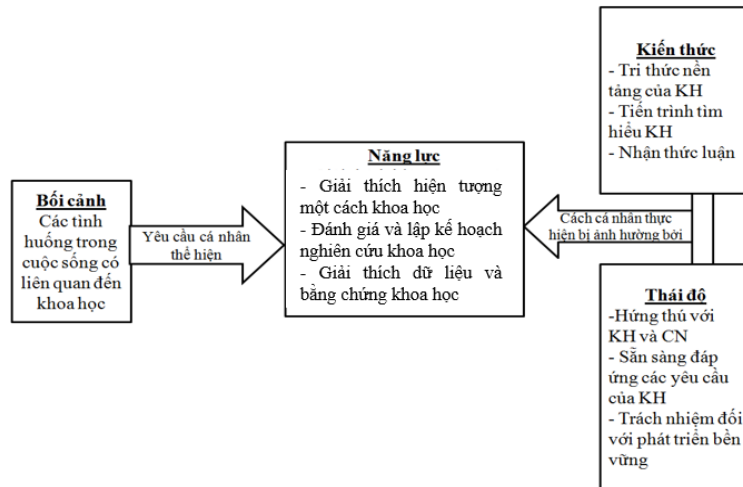 Bối cảnh
Các tình
huống trong
cuộc sống có
liên quan đến
khoa học
Yêu cầu cá nhân
thể hiện
Năng lực
- Giải thích hiện tượng
một cách khoa học
- Đánh giá và lập kế hoạch
nghiên cứu khoa học
- Giải thích dữ liệu và
bằng chứng khoa học
Cách cá nhân thực
hiện bị ảnh hưởng bởi
Kiến thức
- Tri thức nền
tảng của KH
- Tiến trình tìm
hiểu KH
- Nhận thức luận
Thái độ
-Hứng thú với
KH và CN
- Sẵn sàng đáp
ứng các yêu cầu
của KH
- Trách nhiệm đối
với phát triển bền
vững